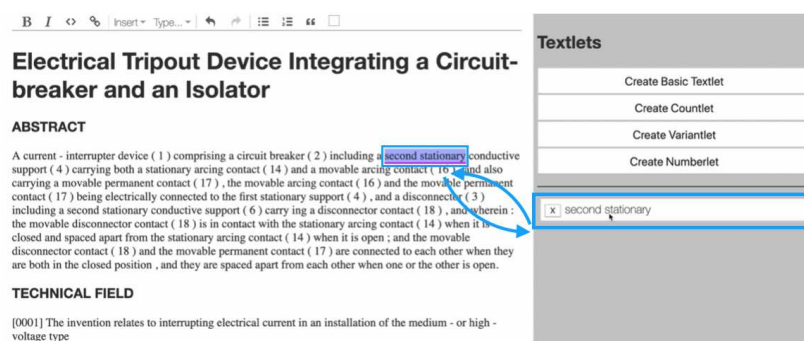 B I <> Insert Type... “
Textlets
Electrical Tripout Device Integrating a Circuit-
breaker and an Isolator
Create Basic Textlet
Create Countlet
Create Variantlet
Create Numberlet
x second stationary
ABSTRACT
A current - interrupter device ( 1 ) comprising a circuit breaker ( 2 ) including a second stationary conductive
support ( 4 ) carrying both a stationary arcing contact ( 14 ) and a movable arcing contact ( 16 ) , and also
carrying a movable permanent contact ( 17 ) , the movable arcing contact ( 16 ) and the movable permanent
contact ( 17 ) being electrically connected to the first stationary support ( 4 ) , and a disconnector ( 3 )
including a second stationary conductive support ( 6 ) carry ing a disconnector contact ( 18 ) , and wherein :
the movable disconnector contact ( 18 ) is in contact with the stationary arcing contact ( 14 ) when it is
closed and spaced apart from the stationary arcing contact ( 14 ) when it is open ; and the movable
disconnector contact ( 18 ) and the movable permanent contact ( 17 ) are connected to each other when they
are both in the closed position , and they are spaced apart from each other when one or the other is open.
TECHNICAL FIELD
[0001] The invention relates to interrupting electrical current in an installation of the medium - or high -
voltage type